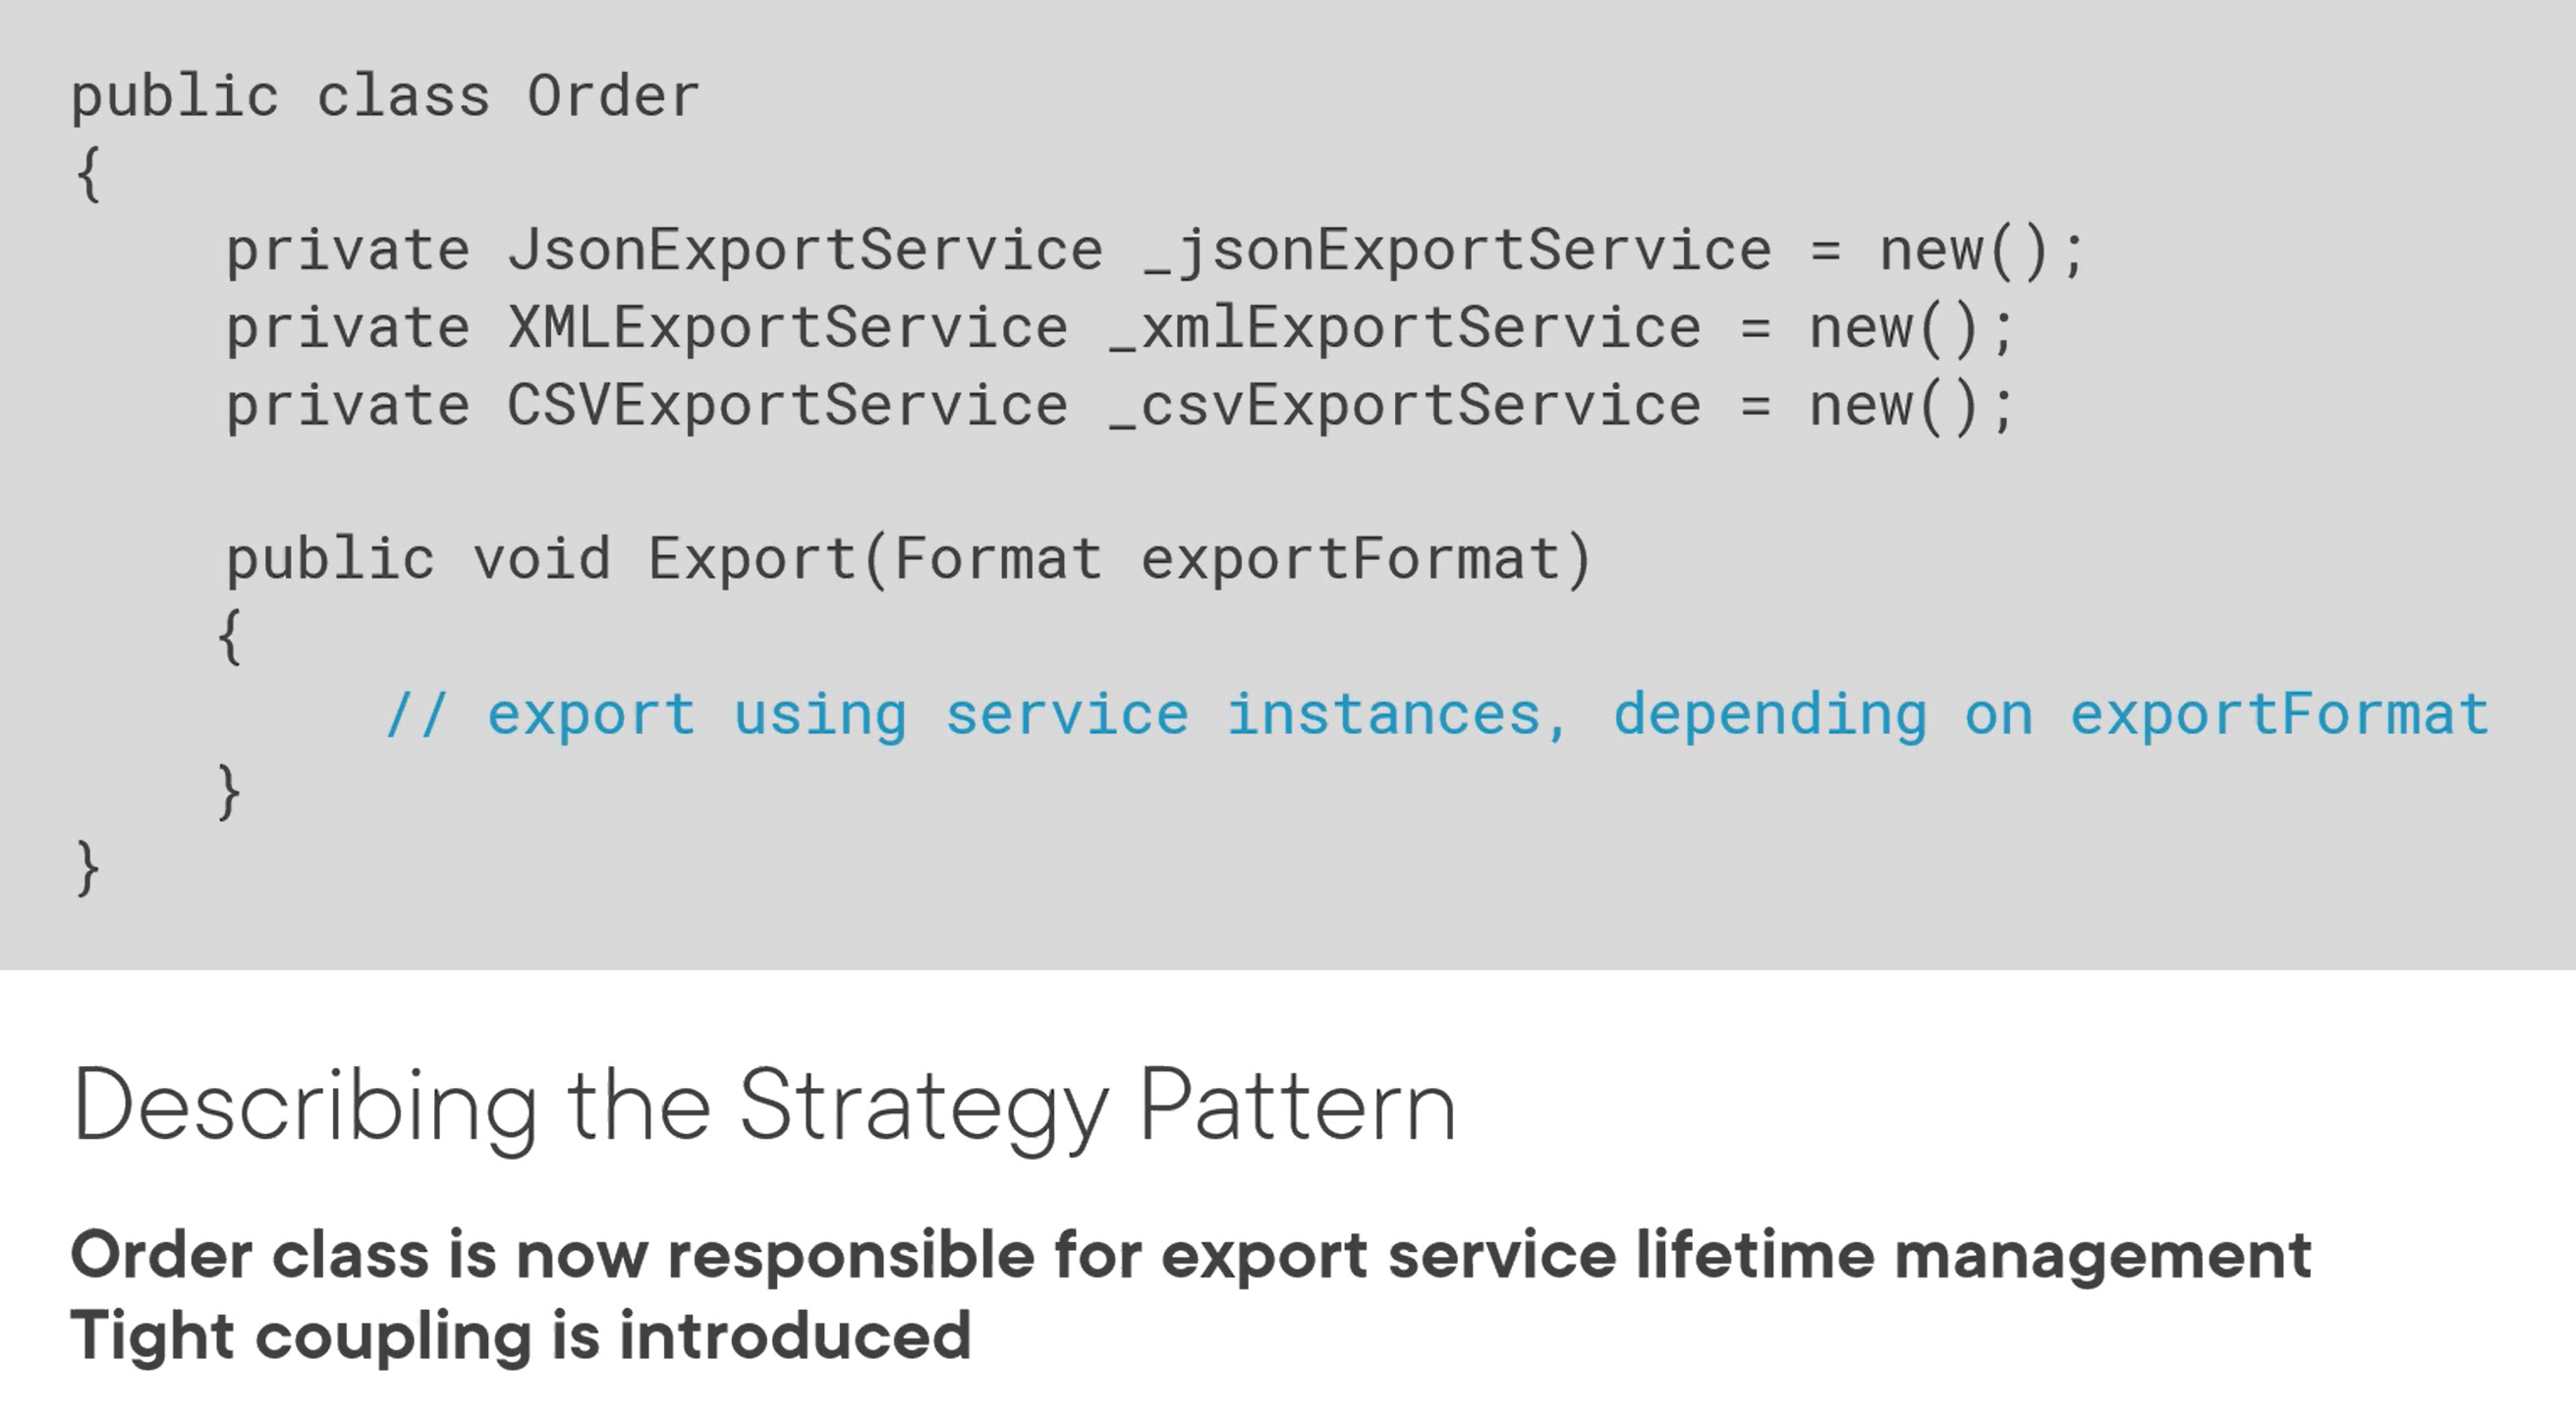 public class Order
{
    private JsonExportService _jsonExportService = new();
    private XMLExportService _xmlExportService = new();
    private CSVExportService _csvExportService = new();
    public void Export(Format exportFormat)
    {
        // export using service instances, depending on exportFormat
    }
}
Describing the Strategy Pattern
Order class is now responsible for export service lifetime management
Tight coupling is introduced